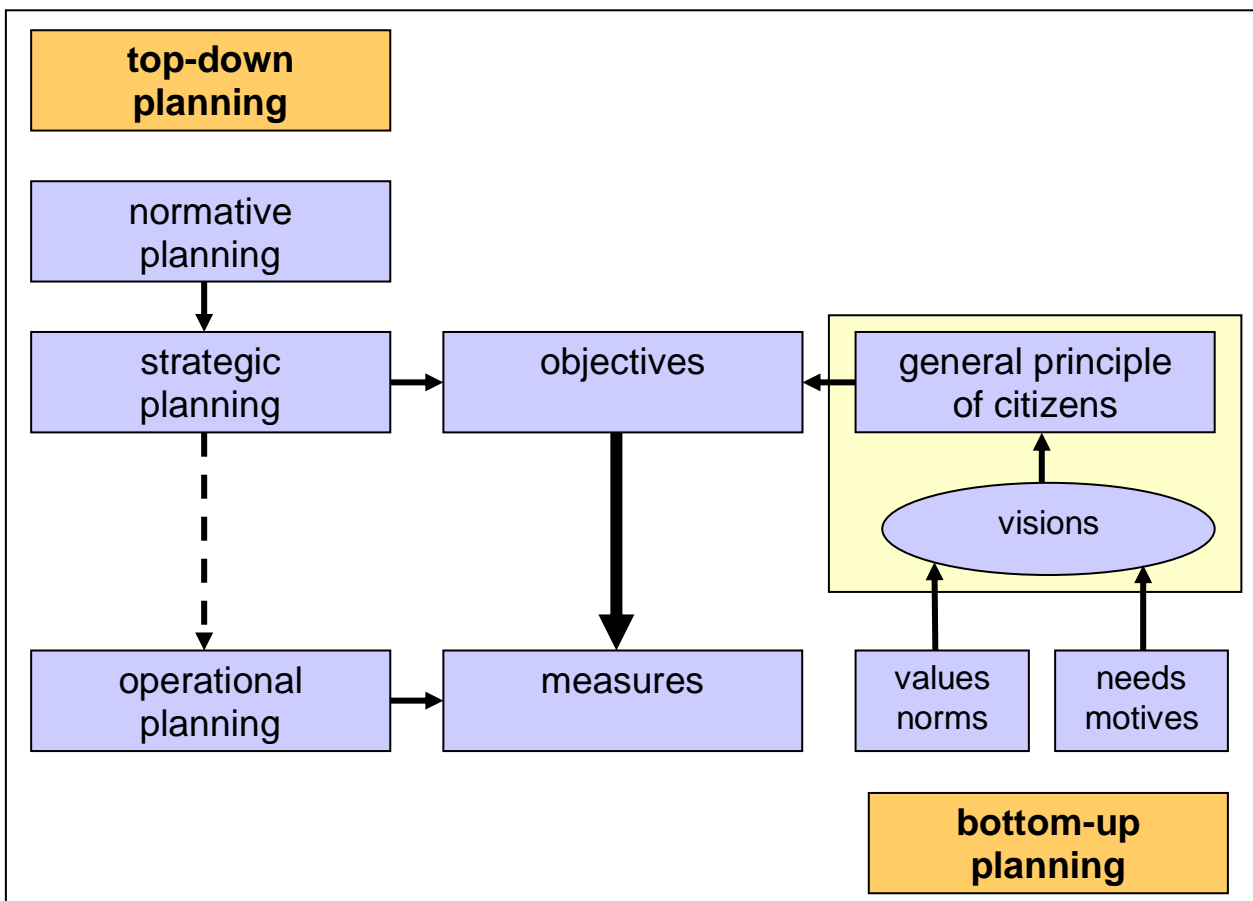 top-down
planning
normative
planning
strategic
planning
objectives
general principle
of citizens
visions
operational
planning
measures
values
norms
needs
motives
bottom-up
planning